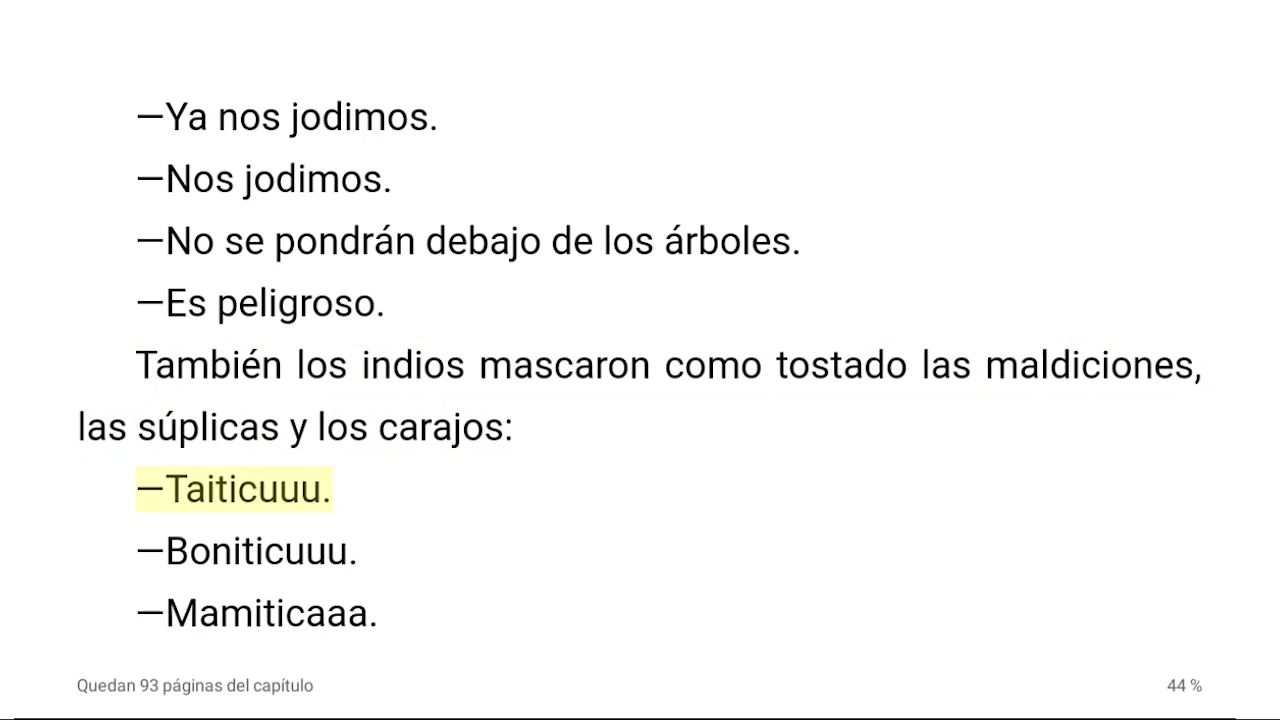 —Ya nos jodimos.
—Nos jodimos.
—No se pondrán debajo de los árboles.
—Es peligroso.
También los indios mascaron como tostado las maldiciones,
las súplicas y los carajos:
—Taiticuuu.
—Boniticuuu.
—Mamiticaaa.
Quedan 93 páginas del capítulo
44 %